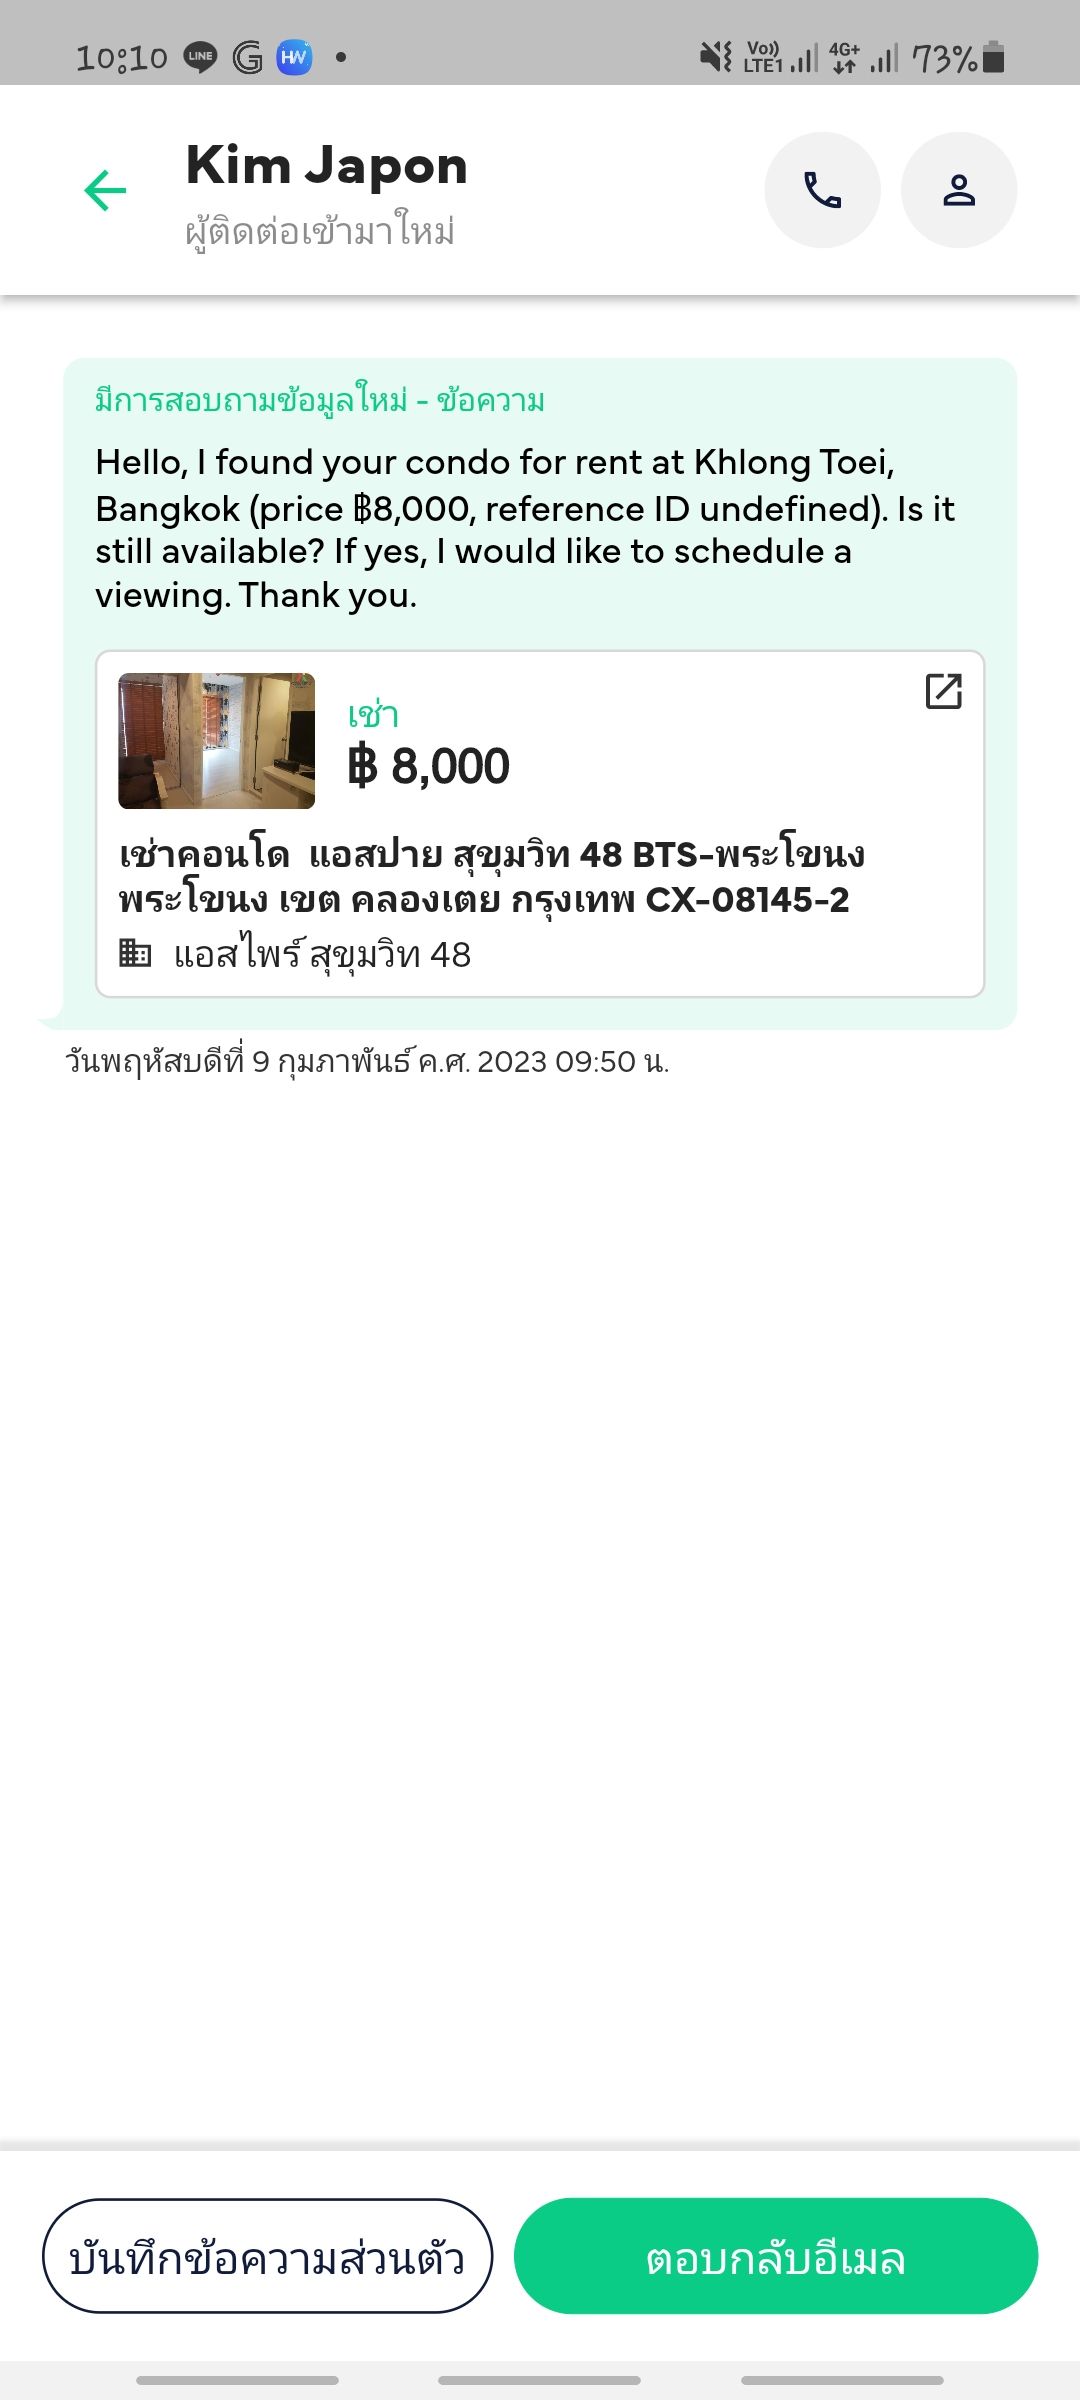 10:10 LINE G HW Vo)) LTE1 4G+ 73%
Kim Japon
ผู้ติดต่อเข้ามาใหม่
มีการสอบถามข้อมูลใหม่ - ข้อความ
Hello, I found your condo for rent at Khlong Toei,
Bangkok (price ฿8,000, reference ID undefined). Is it
still available? If yes, I would like to schedule a
viewing. Thank you.
เช่า
฿ 8,000
เช่าคอนโด แอสปาย สุขุมวิท 48 BTS-พระโขนง
พระโขนง เขต คลองเตย กรุงเทพ CX-08145-2
แอสไพร์ สุขุมวิท 48
วันพฤหัสบดีที่ 9 กุมภาพันธ์ ค.ศ. 2023 09:50 น.
บันทึกข้อความส่วนตัว
ตอบกลับอีเมล